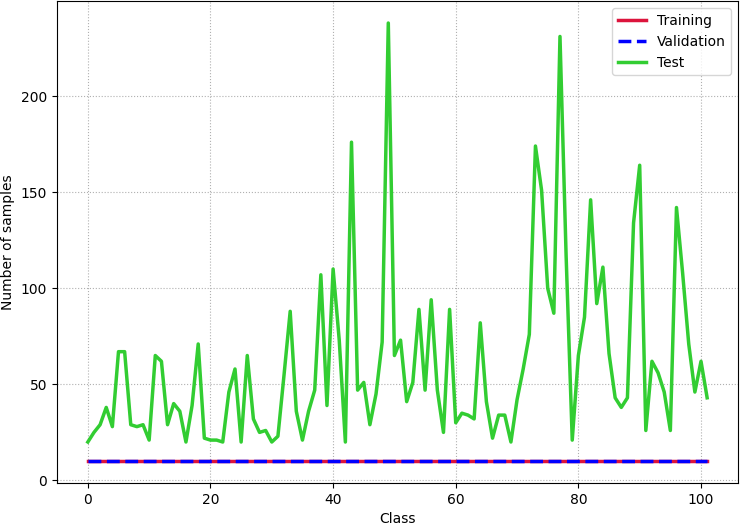 Training
Validation
Test
Number of samples
200
150
100
50
0
0 20 40 60 80 100
Class